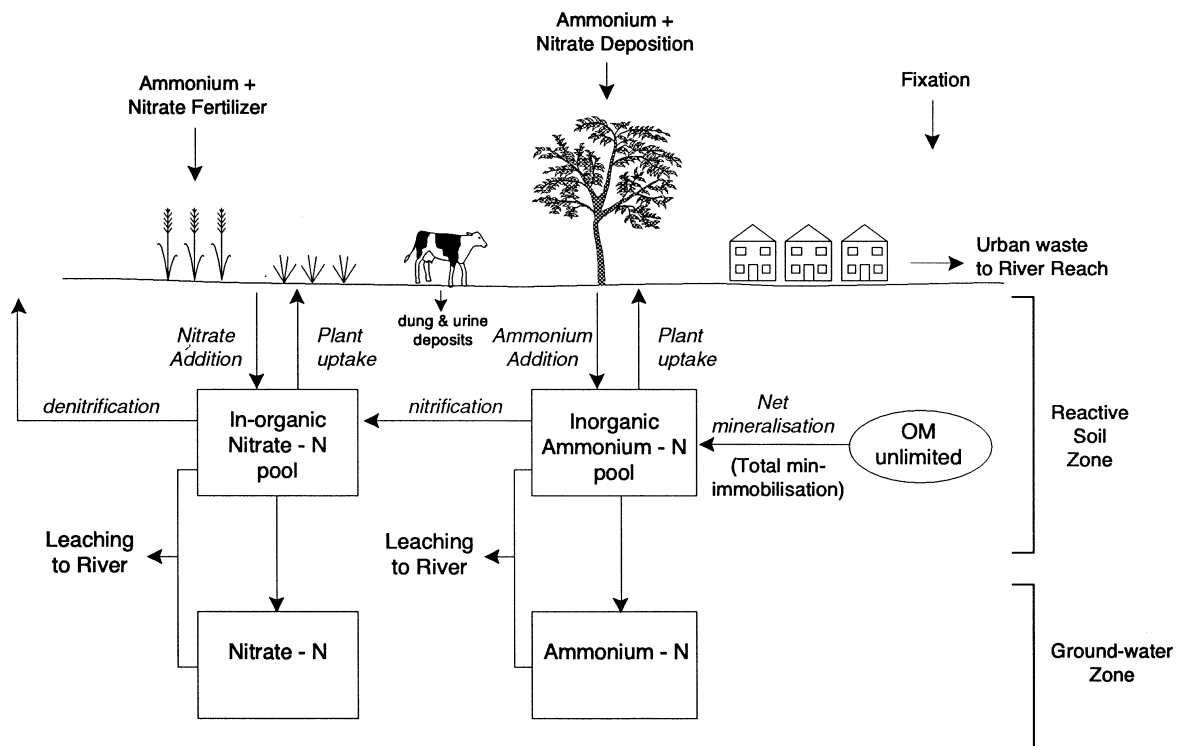 Ammonium +
Nitrate Deposition
Ammonium +
Nitrate Fertilizer
Fixation
Urban waste
to River Reach
dung & urine
deposits
Nitrate
Addition
Plant
uptake
Ammonium
Addition
Plant
uptake
denitrification
In-organic
Nitrate - N
pool
nitrification
Inorganic
Ammonium - N
pool
Net
mineralisation
(Total min-
immobilisation)
OM
unlimited
Reactive
Soil
Zone
Leaching
to River
Leaching
to River
Nitrate - N
Ammonium - N
Ground-water
Zone